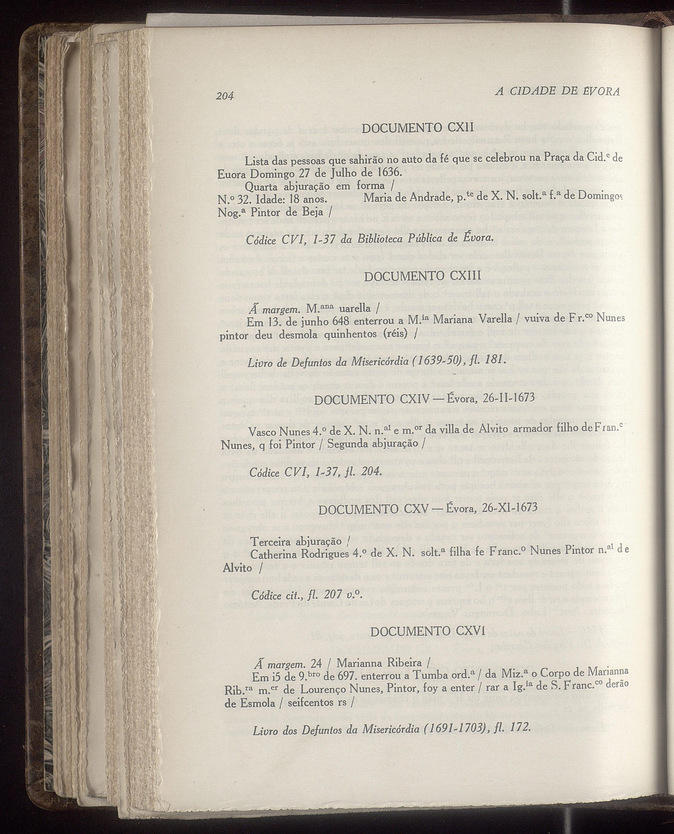 204
A CIDADE DE ÉVORA
DOCUMENTO CXII
Lista das pessoas que sahirão no auto da fé que se celebrou na Praça da Cid.ᵉ de
Euora Domingo 27 de Julho de 1636.
Quarta abjuração em forma /
N.º 32. Idade: 18 anos. Maria de Andrade, p.ᵗᵉ de X. N. solt.ª f.ª de Domingos
Nog.ª Pintor de Beja /
Códice CVI, 1-37 da Biblioteca Pública de Évora.
DOCUMENTO CXIII
Á margem. M.ᵃⁿᵃ uarella /
Em 13. de junho 648 enterrou a M.ⁱᵃ Mariana Varella / vuiva de Fr.ᶜᵒ Nunes
pintor deu desmola quinhentos (réis) /
Livro de Defuntos da Misericórdia (1639-50), fl. 181.
DOCUMENTO CXIV — Évora, 26-II-1673
Vasco Nunes 4.º de X. N. n.ᵃˡ e m.ᵒʳ da villa de Alvito armador filho de Fran.ᶜ
Nunes, q foi Pintor / Segunda abjuração /
Códice CVI, 1-37, fl. 204.
DOCUMENTO CXV — Évora, 26-XI-1673
Terceira abjuração /
Catherina Rodrigues 4.º de X. N. solt.ª filha fe Franc.º Nunes Pintor n.ᵃˡ de
Alvito /
Códice cit., fl. 207 v.º.
DOCUMENTO CXVI
Á margem. 24 / Marianna Ribeira /
Em i5 de 9.ᵇʳᵒ de 697. enterrou a Tumba ord.ª / da Miz.ª o Corpo de Marianna
Rib.ʳᵃ m.ᵉʳ de Lourenço Nunes, Pintor, foy a enter / rar a Ig.ⁱᵃ de S. Franc.ᶜᵒ derão
de Esmola / seifcentos rs /
Livro dos Defuntos da Misericórdia (1691-1703), fl. 172.